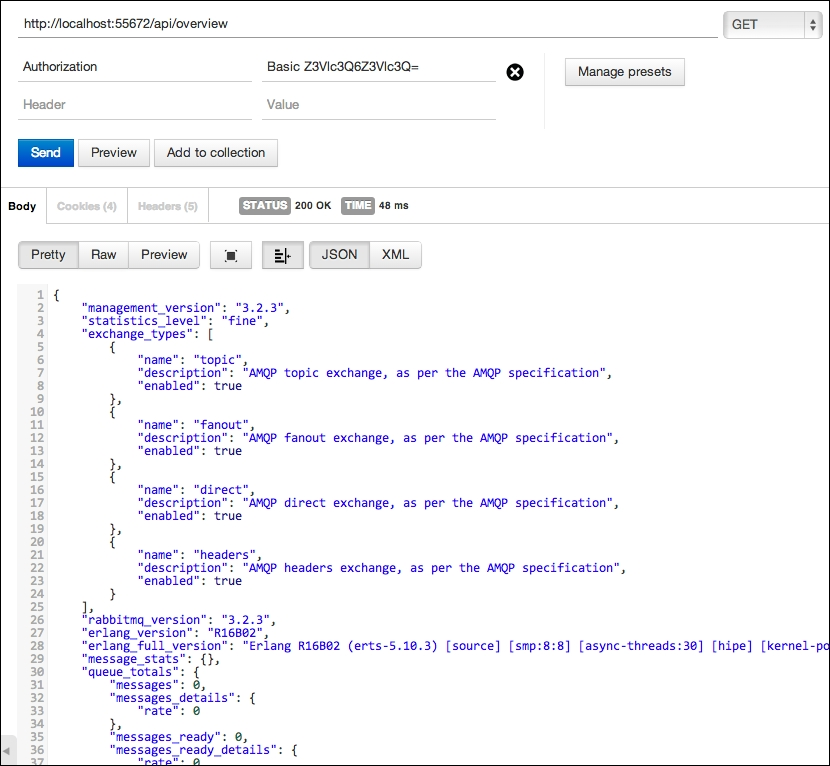 http://localhost:55672/api/overview GET
Authorization Basic Z3Vlc3Q6Z3Vlc3Q= Manage presets
Header Value
Send Preview Add to collection
Body Cookies (4) Headers (5) STATUS 200 OK TIME 48 ms
Pretty Raw Preview JSON XML
1 {
2 "management_version": "3.2.3",
3 "statistics_level": "fine",
4 "exchange_types": [
5 {
6 "name": "topic",
7 "description": "AMQP topic exchange, as per the AMQP specification",
8 "enabled": true
9 },
10 {
11 "name": "fanout",
12 "description": "AMQP fanout exchange, as per the AMQP specification",
13 "enabled": true
14 },
15 {
16 "name": "direct",
17 "description": "AMQP direct exchange, as per the AMQP specification",
18 "enabled": true
19 },
20 {
21 "name": "headers",
22 "description": "AMQP headers exchange, as per the AMQP specification",
23 "enabled": true
24 }
25 ],
26 "rabbitmq_version": "3.2.3",
27 "erlang_version": "R16B02",
28 "erlang_full_version": "Erlang R16B02 (erts-5.10.3) [source] [smp:8:8] [async-threads:30] [hipe] [kernel-po
29 "message_stats": {},
30 "queue_totals": {
31 "messages": 0,
32 "messages_details": {
33 "rate": 0
34 },
35 "messages_ready": 0,
36 "messages_ready_details": {
37 "rate": 0